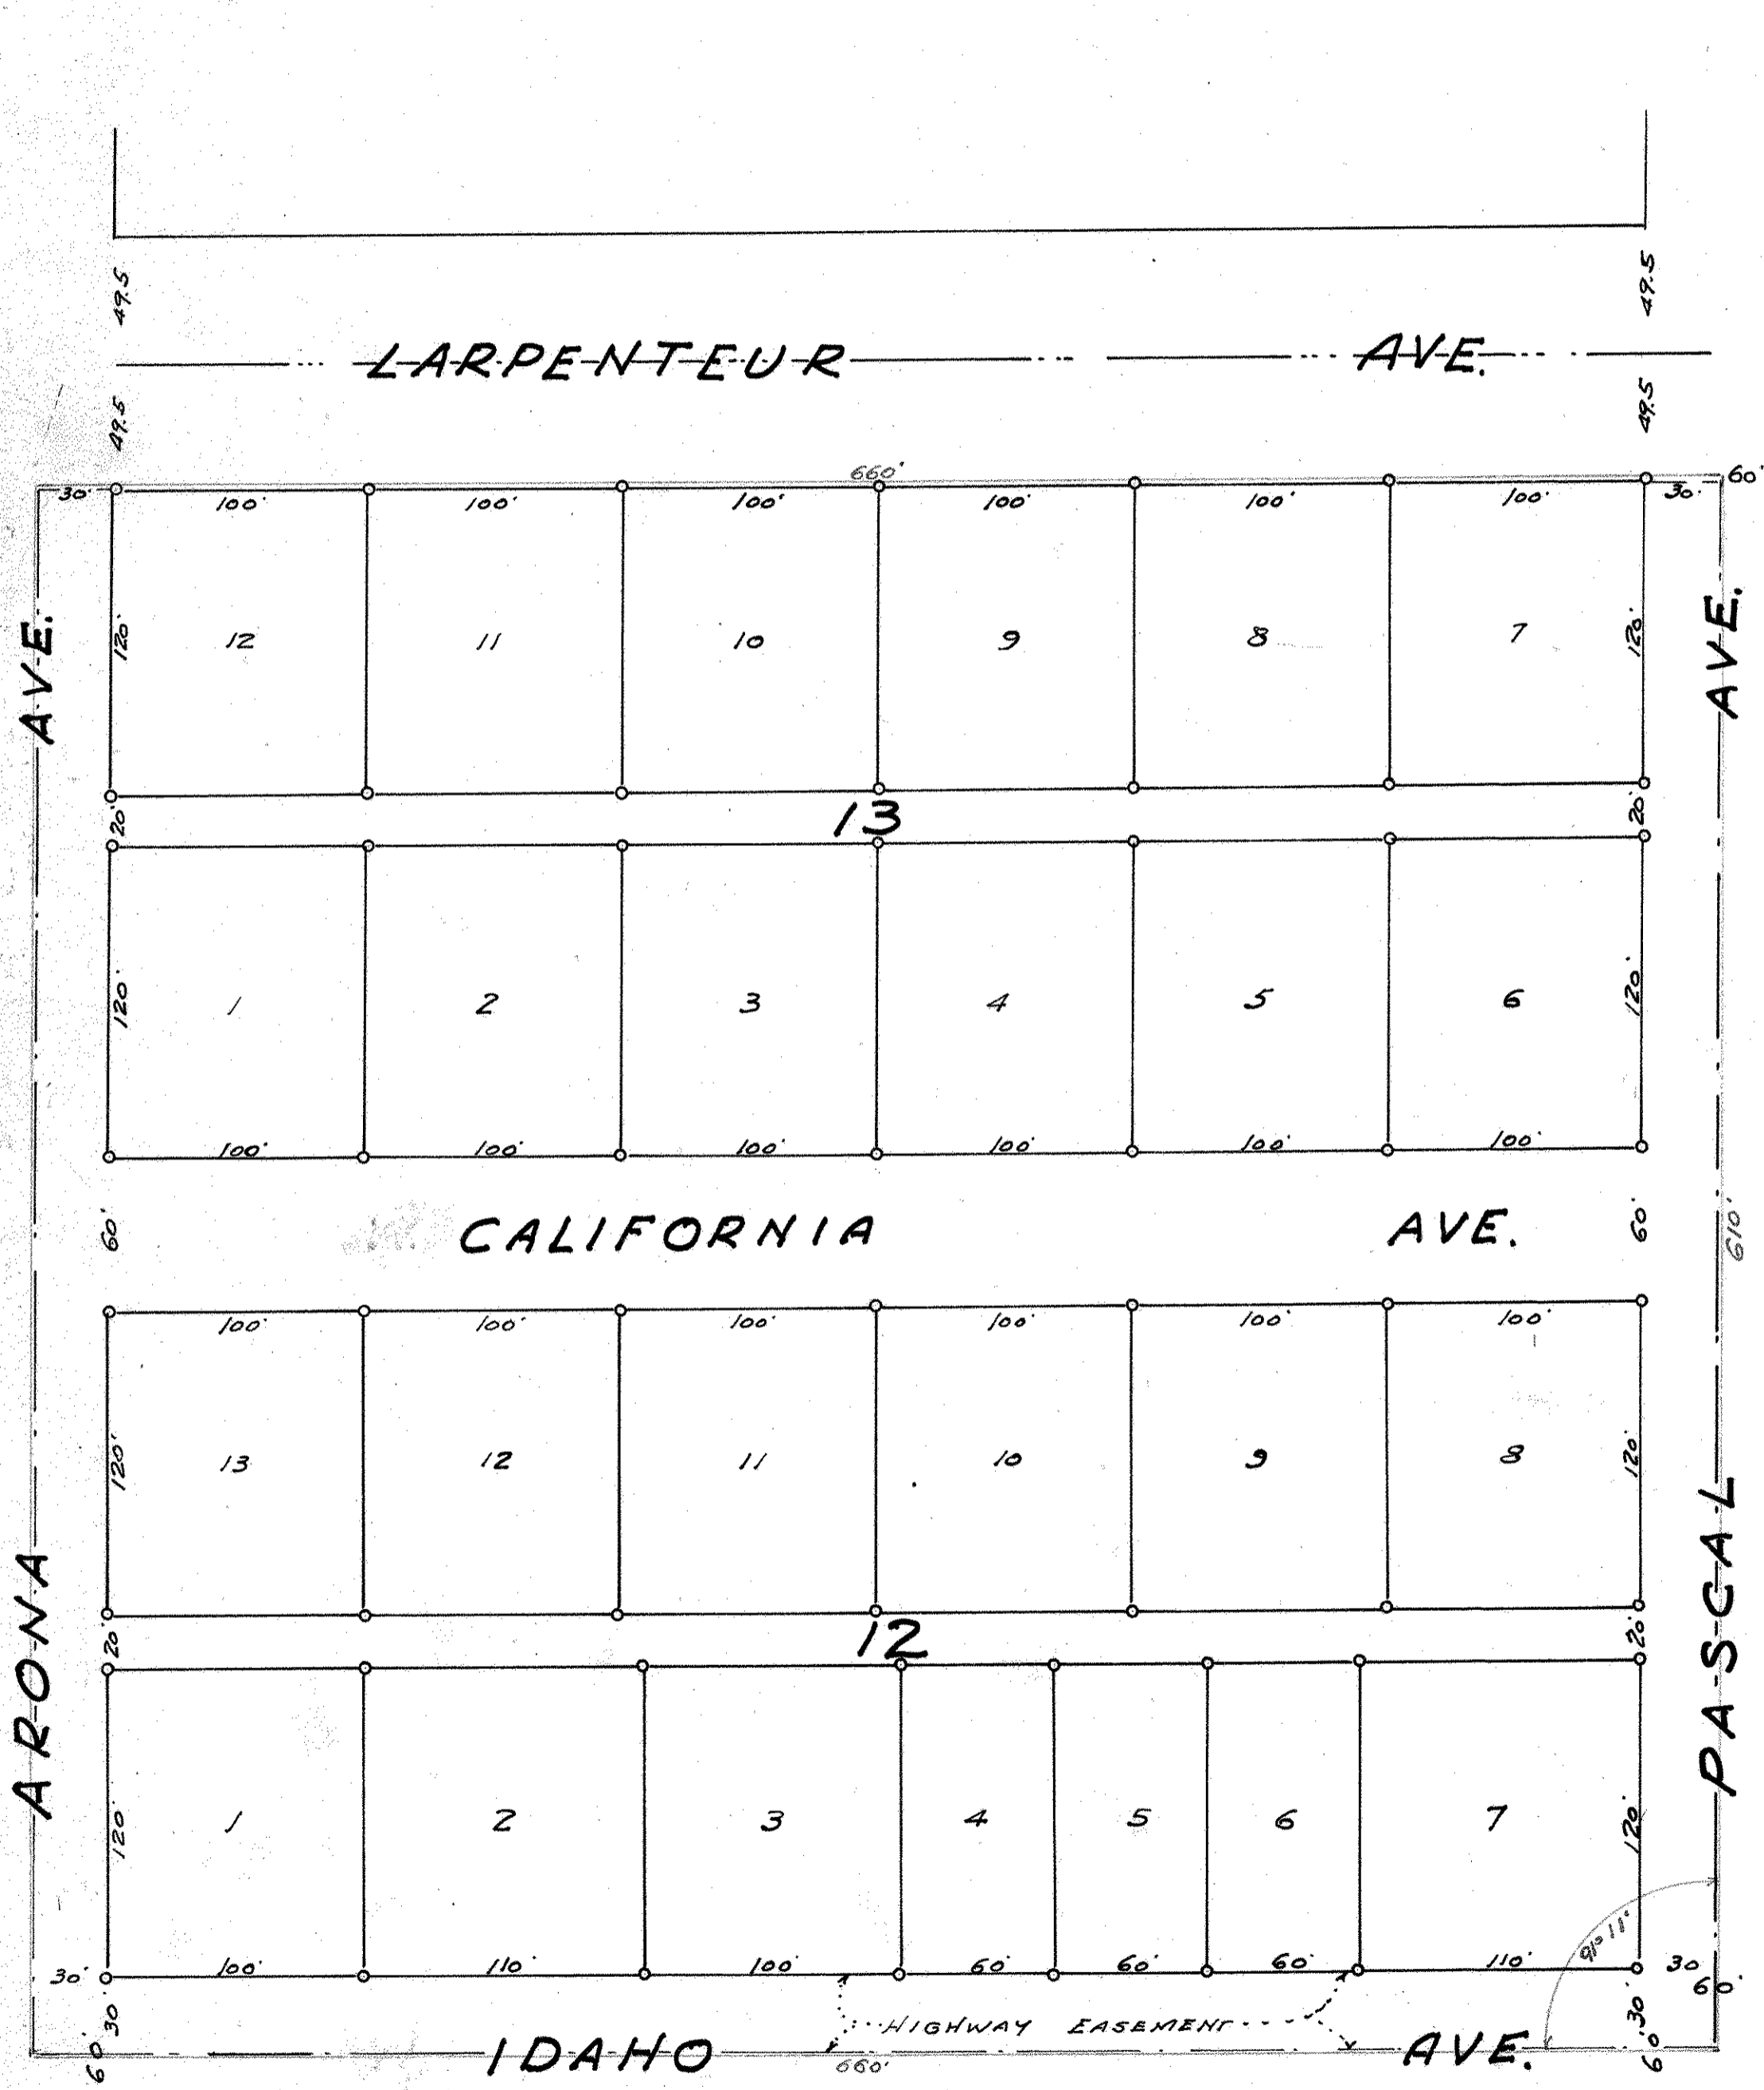 49.5 49.5
LARPENTEUR AVE.
49.5 49.5
660'
30' 30' 60'
100' 100' 100' 100' 100' 100'
AVE. AVE.
120' 12 11 10 9 8 7 120'
20' 13 20'
120' 1 2 3 4 5 6 120'
100' 100' 100' 100' 100' 100'
60' CALIFORNIA AVE. 60' 610'
100' 100' 100' 100' 100' 100'
120' 13 12 11 10 9 8 120'
ARONA PASCAL
20' 12 20'
120' 1 2 3 4 5 6 7 120'
91°11'
30' 100' 110' 100' 60' 60' 60' 110' 30
60'
30 HIGHWAY EASEMENT 30'
60' IDAHO AVE. 60'
660'